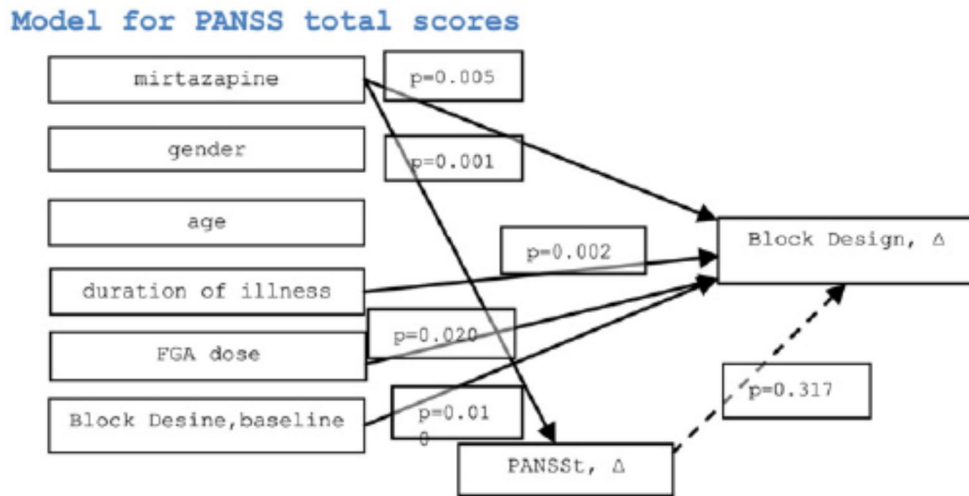 Model for PANSS total scores
mirtazapine
p=0.005
gender
p=0.001
age
Block Design, Δ
p=0.002
duration of illness
p=0.020
FGA dose
p=0.317
Block Desine,baseline
p=0.01
0
PANSSt, Δ